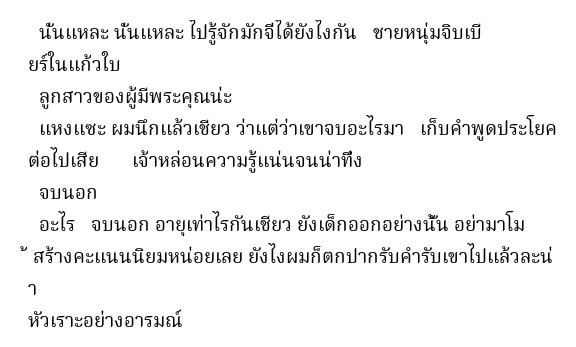 นั้นแหละ นั้นแหละ ไปรู้จักมักจี่ได้ยังไงกัน ชายหนุ่มจิบเบี
ยร์ในแก้วใบ
ลูกสาวของผู้มีพระคุณน่ะ
แหงแซะ ผมนึกแล้วเชียว ว่าแต่ว่าเขาจบอะไรมา เก็บคำพูดประโยค
ต่อไปเสีย เจ้าหล่อนความรู้แน่นจนน่าทึ่ง
จบนอก
อะไร จบนอก อายุเท่าไรกันเชียว ยังเด็กออกอย่างนั้น อย่ามาโม
้ สร้างคะแนนนิยมหน่อยเลย ยังไงผมก็ตกปากรับคำรับเขาไปแล้วละน่
า
หัวเราะอย่างอารมณ์